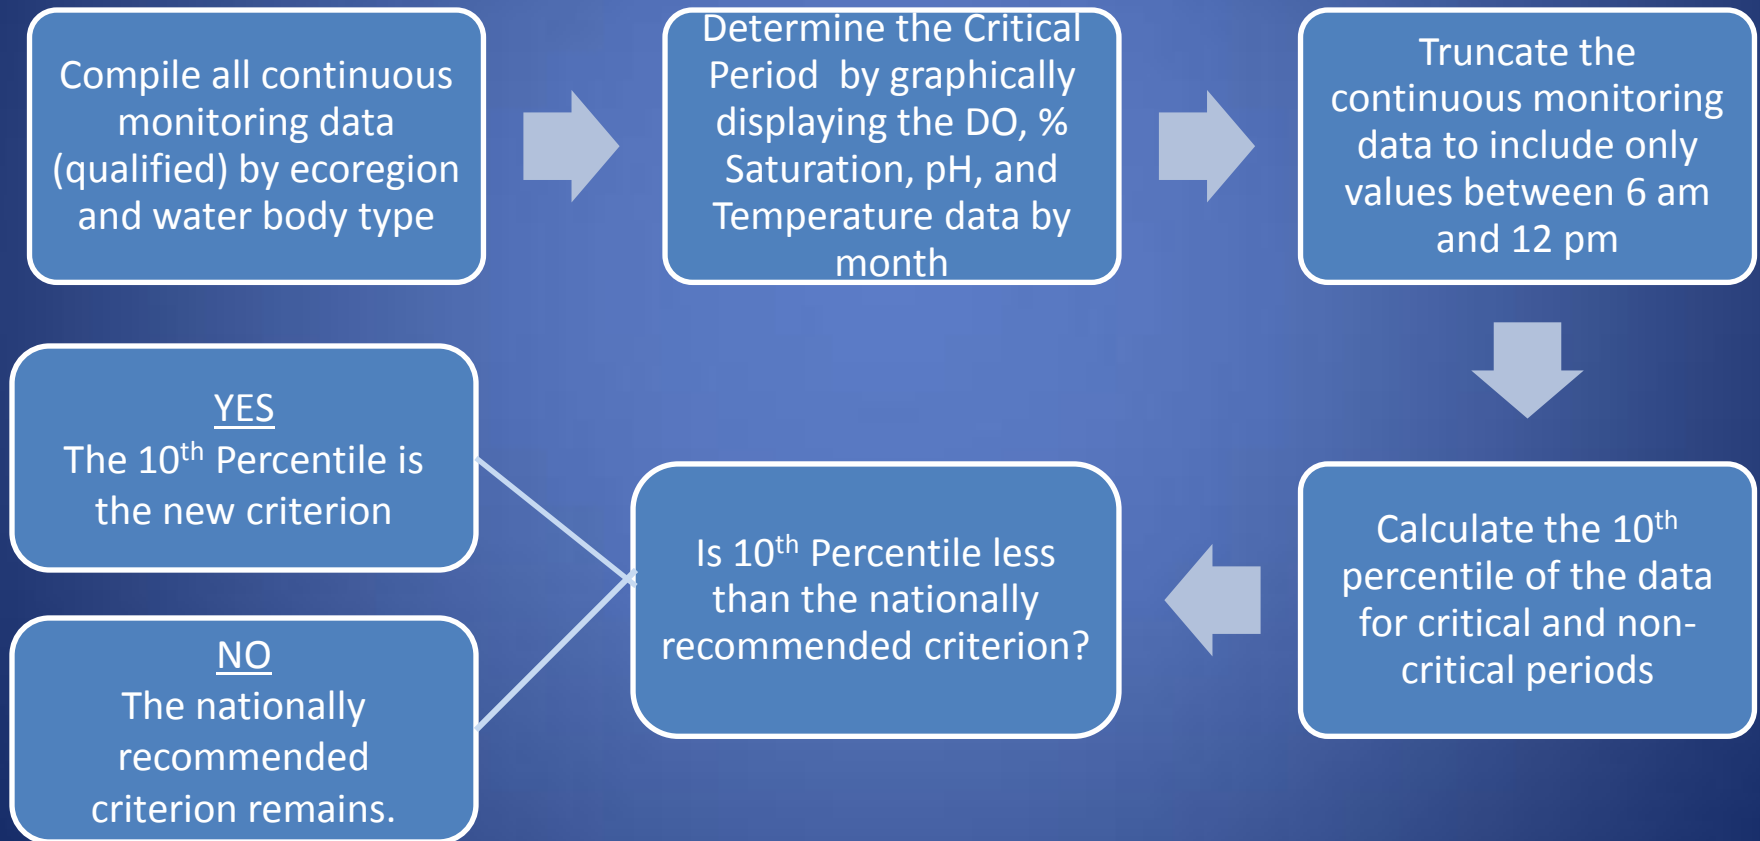 Compile all continuous
monitoring data
(qualified) by ecoregion
and water body type
Determine the Critical
Period by graphically
displaying the DO, %
Saturation, pH, and
Temperature data by
month
Truncate the
continuous monitoring
data to include only
values between 6 am
and 12 pm
Calculate the 10th
percentile of the data
for critical and non-
critical periods
Is 10th Percentile less
than the nationally
recommended criterion?
YES
The 10th Percentile is
the new criterion
NO
The nationally
recommended
criterion remains.